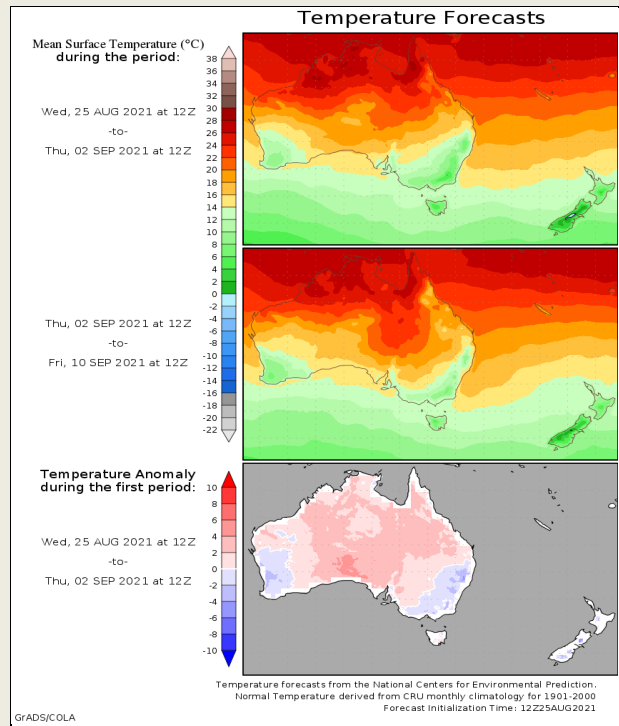 Temperature Forecasts
Mean Surface Temperature (°C)
during the period:
38
36
34
32
30
28
26
24
22
20
18
16
14
12
10
8
6
4
2
0
-2
-4
-6
-8
-10
-12
-14
-16
-18
-20
-22
Wed, 25 AUG 2021 at 12Z
-to-
Thu, 02 SEP 2021 at 12Z
Thu, 02 SEP 2021 at 12Z
-to-
Fri, 10 SEP 2021 at 12Z
Temperature Anomaly
during the first period:
10
8
6
4
2
0
-2
-4
-6
-8
-10
Wed, 25 AUG 2021 at 12Z
-to-
Thu, 02 SEP 2021 at 12Z
Temperature forecasts from the National Centers for Environmental Prediction.
Normal Temperature derived from CRU monthly climatology for 1901-2000
Forecast Initialization Time: 12Z25AUG2021
GrADS/COLA